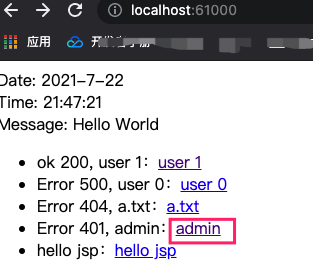 localhost:61000
应用
Date: 2021-7-22
Time: 21:47:21
Message: Hello World
ok 200, user 1：user 1
Error 500, user 0：user 0
Error 404, a.txt：a.txt
Error 401, admin：admin
hello jsp：hello jsp